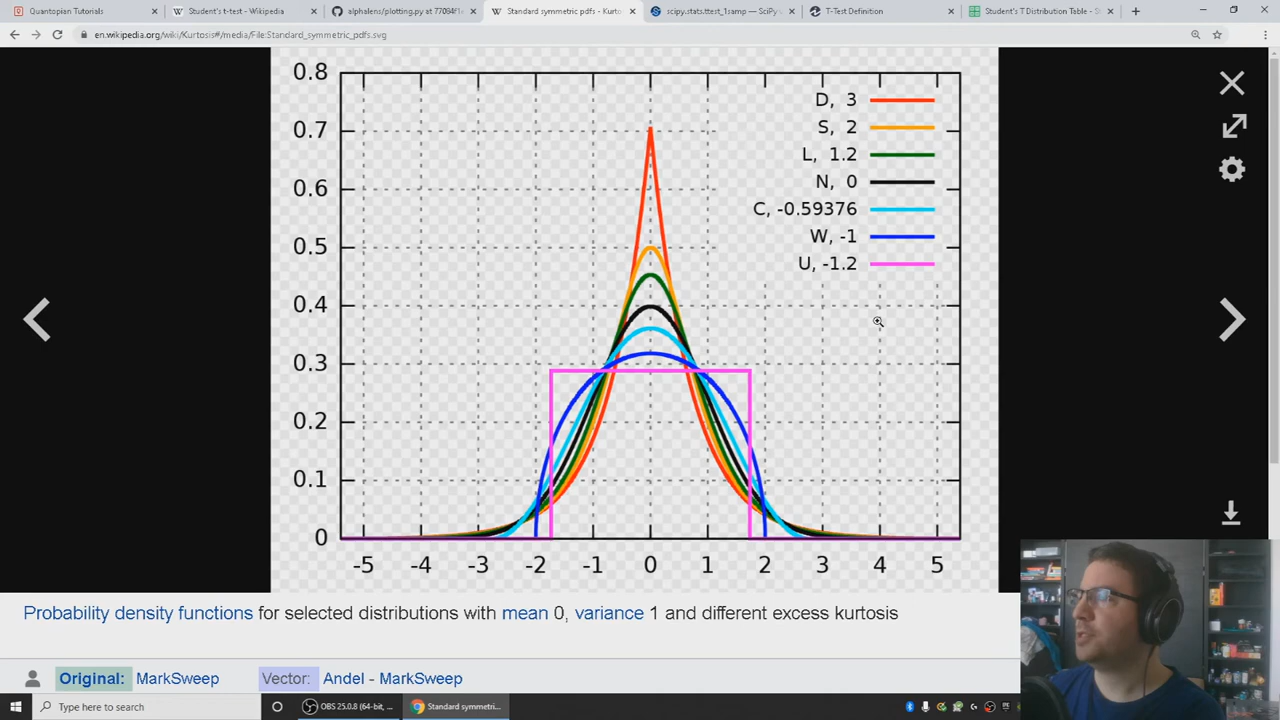 Quantopian Tutorials
Student's t-test - Wikipedia
alphalens/plotting.py at 77084f1e
Standard symmetric pdfs - Kurto
scipy.stats.ttest_1samp — SciPy
T-Test Definition
Student's T Distribution Table - S
en.wikipedia.org/wiki/Kurtosis#/media/File:Standard_symmetric_pdfs.svg
0.8
0.7
0.6
0.5
0.4
0.3
0.2
0.1
0
D, 3
S, 2
L, 1.2
N, 0
C, -0.59376
W, -1
U, -1.2
-5 -4 -3 -2 -1 0 1 2 3 4 5
Probability density functions for selected distributions with mean 0, variance 1 and different excess kurtosis
Original: MarkSweep Vector: Andel - MarkSweep
Type here to search
OBS 25.0.8 (64-bit, ...
Standard symmetri...